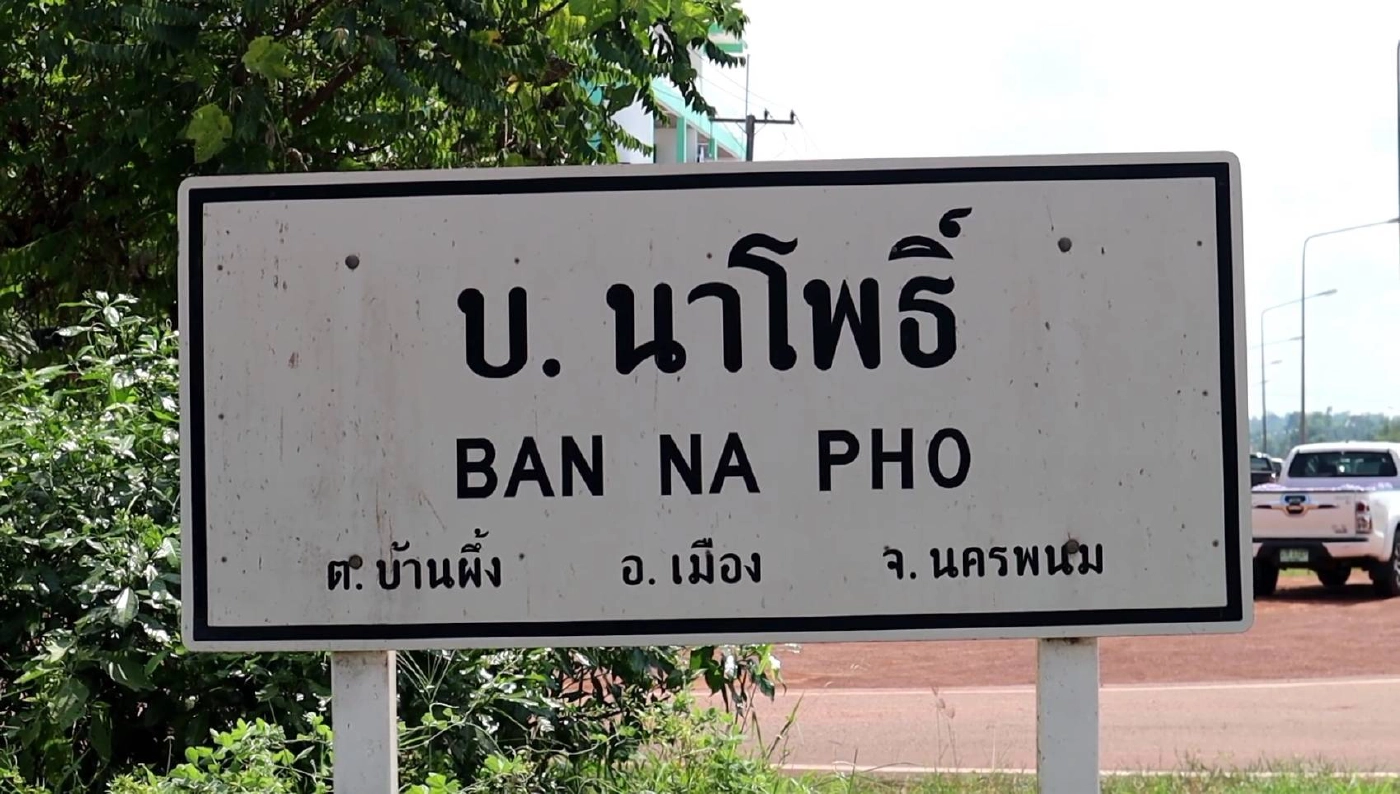 บ. นาโพธิ์
BAN NA PHO
ต. บ้านผึ้ง อ. เมือง จ. นครพนม